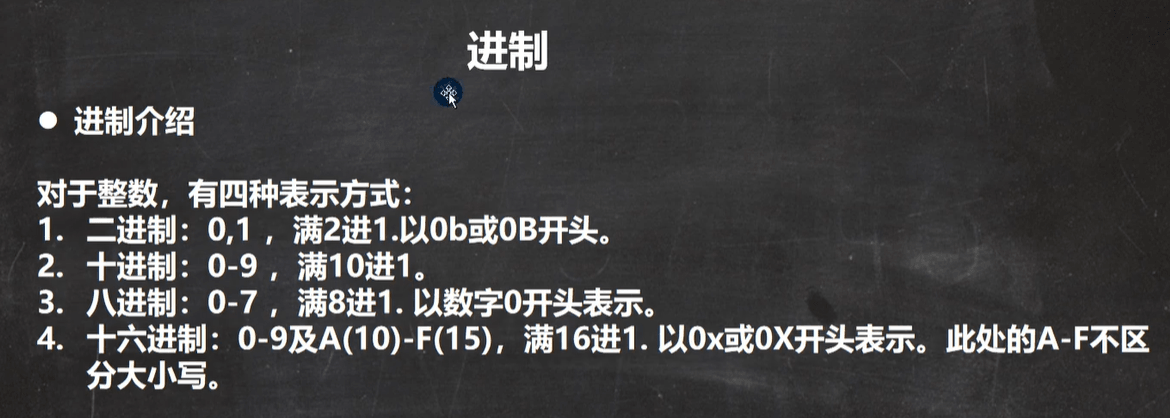 进制
● 进制介绍
对于整数，有四种表示方式：
1. 二进制：0,1 ，满2进1.以0b或0B开头。
2. 十进制：0-9 ，满10进1。
3. 八进制：0-7 ，满8进1. 以数字0开头表示。
4. 十六进制：0-9及A(10)-F(15)，满16进1. 以0x或0X开头表示。此处的A-F不区
分大小写。